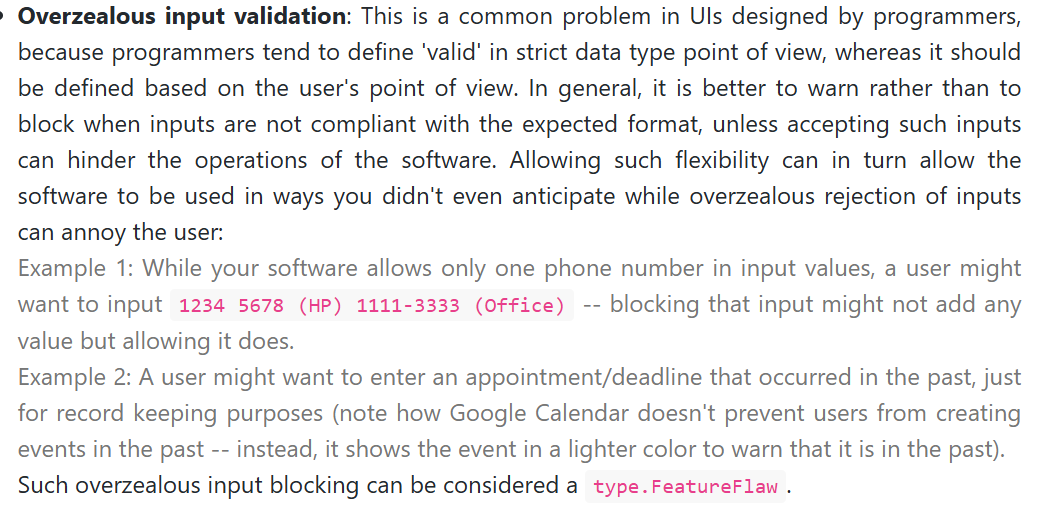 • Overzealous input validation: This is a common problem in UIs designed by programmers,
because programmers tend to define 'valid' in strict data type point of view, whereas it should
be defined based on the user's point of view. In general, it is better to warn rather than to
block when inputs are not compliant with the expected format, unless accepting such inputs
can hinder the operations of the software. Allowing such flexibility can in turn allow the
software to be used in ways you didn't even anticipate while overzealous rejection of inputs
can annoy the user:
Example 1: While your software allows only one phone number in input values, a user might
want to input 1234 5678 (HP) 1111-3333 (Office) -- blocking that input might not add any
value but allowing it does.
Example 2: A user might want to enter an appointment/deadline that occurred in the past, just
for record keeping purposes (note how Google Calendar doesn't prevent users from creating
events in the past -- instead, it shows the event in a lighter color to warn that it is in the past).
Such overzealous input blocking can be considered a type.FeatureFlaw.